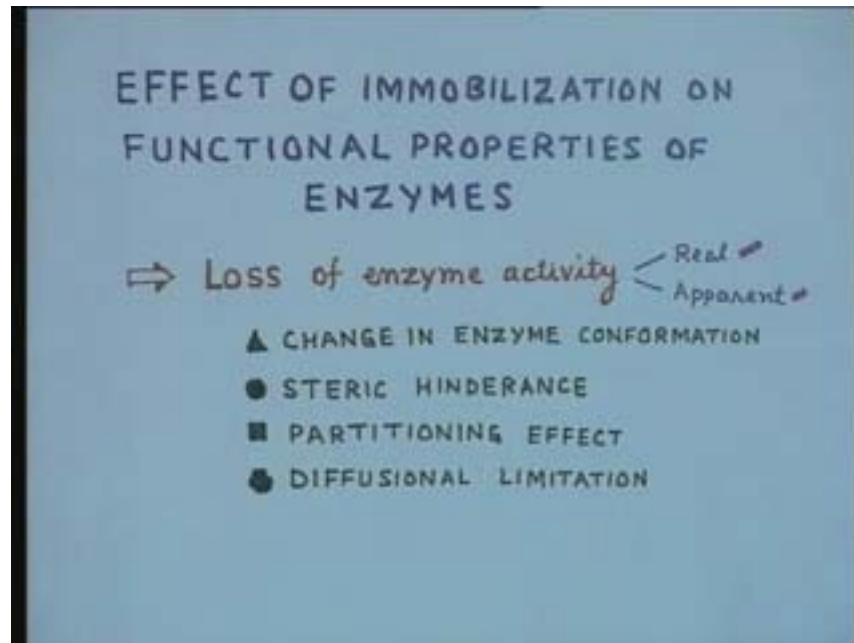 EFFECT OF IMMOBILIZATION ON
FUNCTIONAL PROPERTIES OF
ENZYMES
⇒ Loss of enzyme activity
Real
Apparent
▲ CHANGE IN ENZYME CONFORMATION
● STERIC HINDERANCE
■ PARTITIONING EFFECT
● DIFFUSIONAL LIMITATION